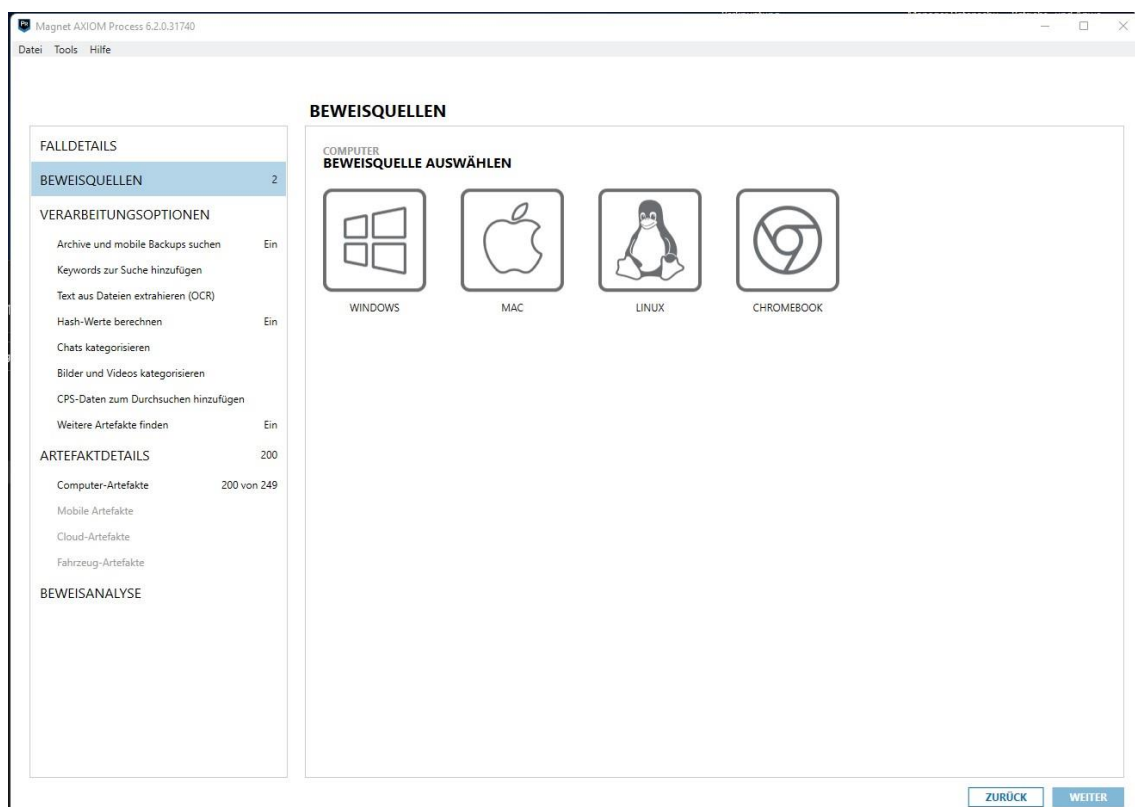 Magnet AXIOM Process 6.2.0.31740
Datei Tools Hilfe
BEWEISQUELLEN
FALLDETAILS
BEWEISQUELLEN 2
VERARBEITUNGSOPTIONEN
Archive und mobile Backups suchen Ein
Keywords zur Suche hinzufügen
Text aus Dateien extrahieren (OCR)
Hash-Werte berechnen Ein
Chats kategorisieren
Bilder und Videos kategorisieren
CPS-Daten zum Durchsuchen hinzufügen
Weitere Artefakte finden Ein
ARTEFAKTDETAILS 200
Computer-Artefakte 200 von 249
Mobile Artefakte
Cloud-Artefakte
Fahrzeug-Artefakte
BEWEISANALYSE
COMPUTER
BEWEISQUELLE AUSWÄHLEN
WINDOWS MAC LINUX CHROMEBOOK
ZURÜCK WEITER